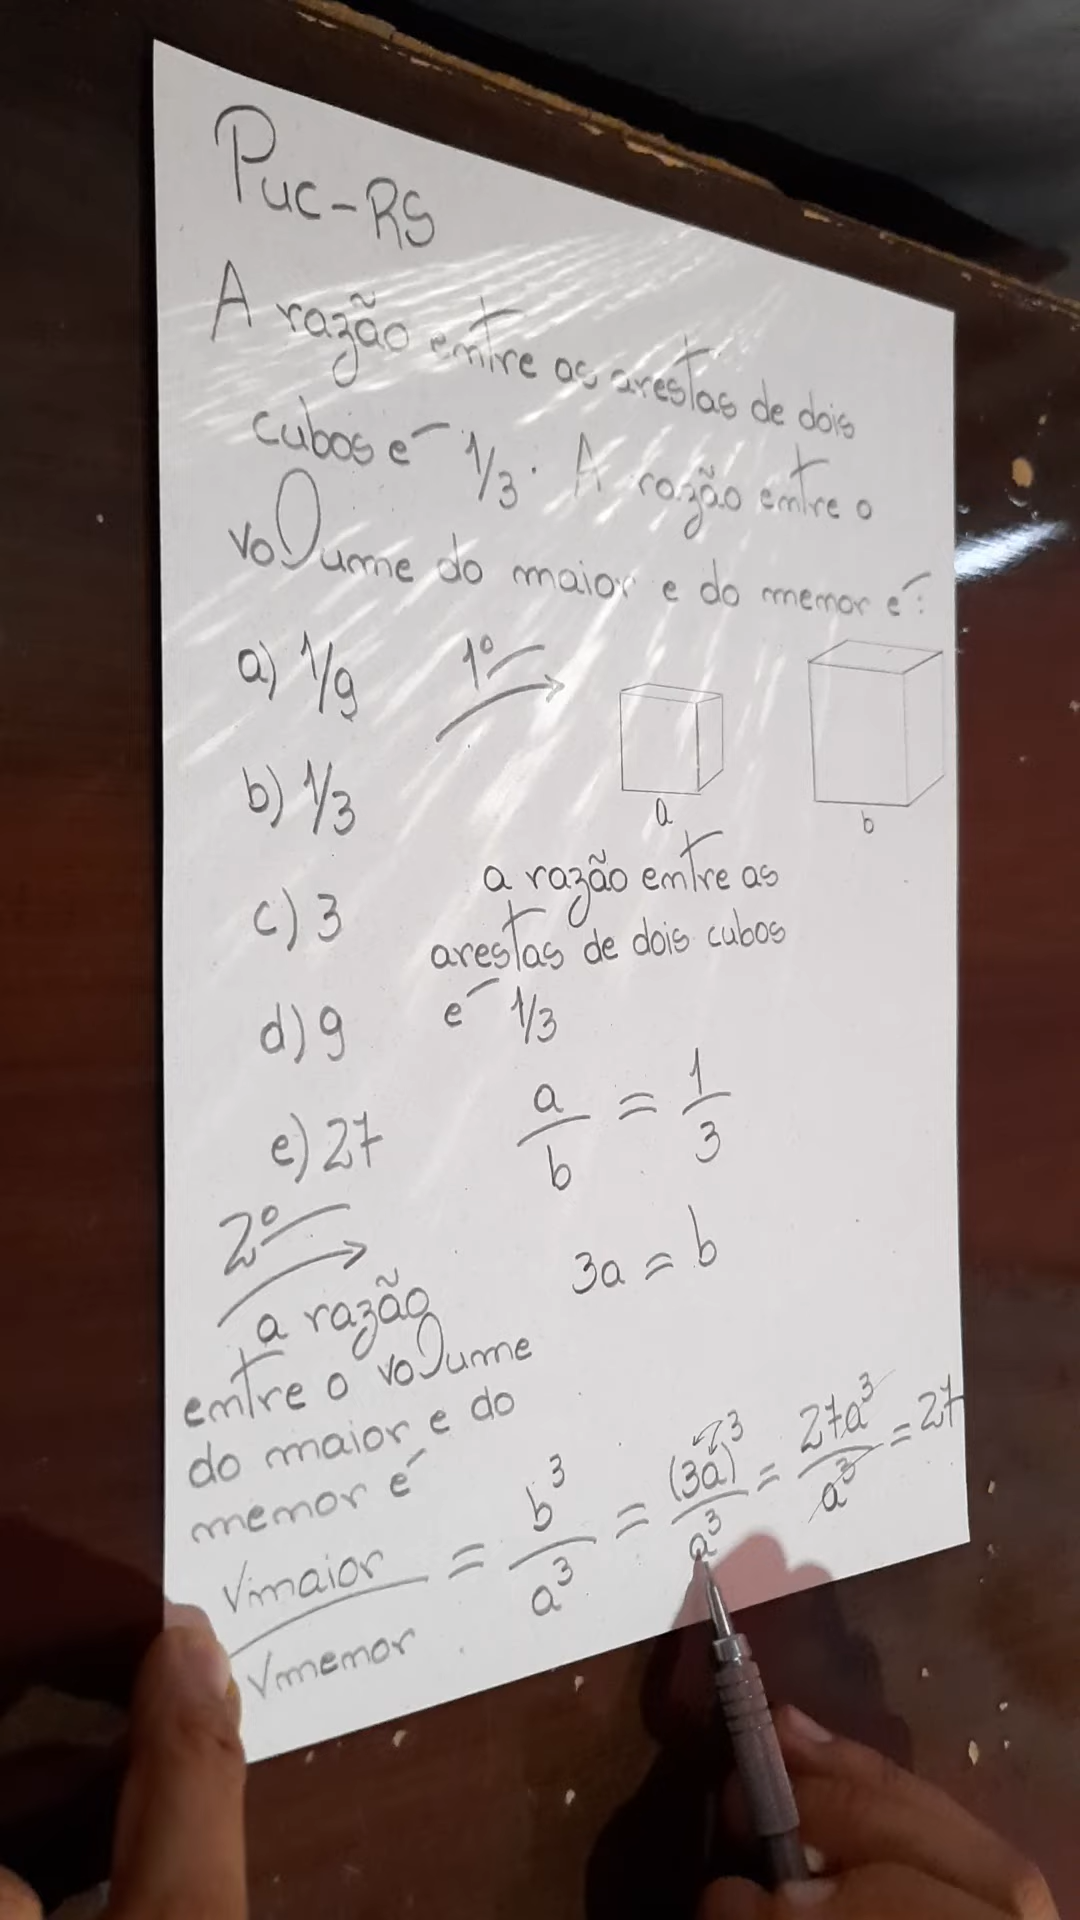 Puc-RS
A razão entre as arestas de dois
cubos é 1/3. A razão entre o
volume do maior e do menor é:
a) 1/9
b) 1/3
c) 3
d) 9
e) 27
1º
a
b
a razão entre as
arestas de dois cubos
é 1/3
a/b = 1/3
3a = b
2º
a razão
entre o volume
do maior e do
menor é
Vmaior/Vmenor = b³/a³ = (3a)³/a³ = 27a³/a³ = 27